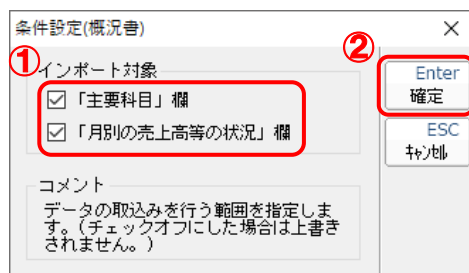 条件設定(概況書)
①
②
インポート対象
「主要科目」欄
「月別の売上高等の状況」欄
Enter
確定
ESC
ｷｬﾝｾﾙ
コメント
データの取込みを行う範囲を指定しま
す。(チェックオフにした場合は上書き
されません。)